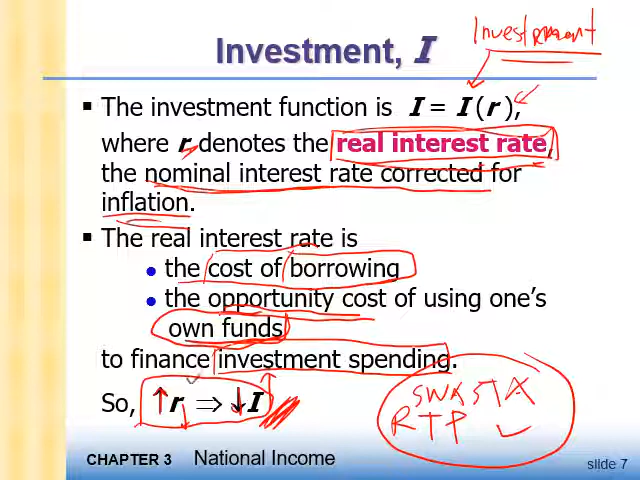 Investment, I
Investment
▪ The investment function is I = I (r),
where r denotes the real interest rate,
the nominal interest rate corrected for
inflation.
▪ The real interest rate is
• the cost of borrowing
• the opportunity cost of using one's
own funds
to finance investment spending.
So, ↑r ⇒ ↓I
SWASTA
RTP
CHAPTER 3 National Income
slide 7